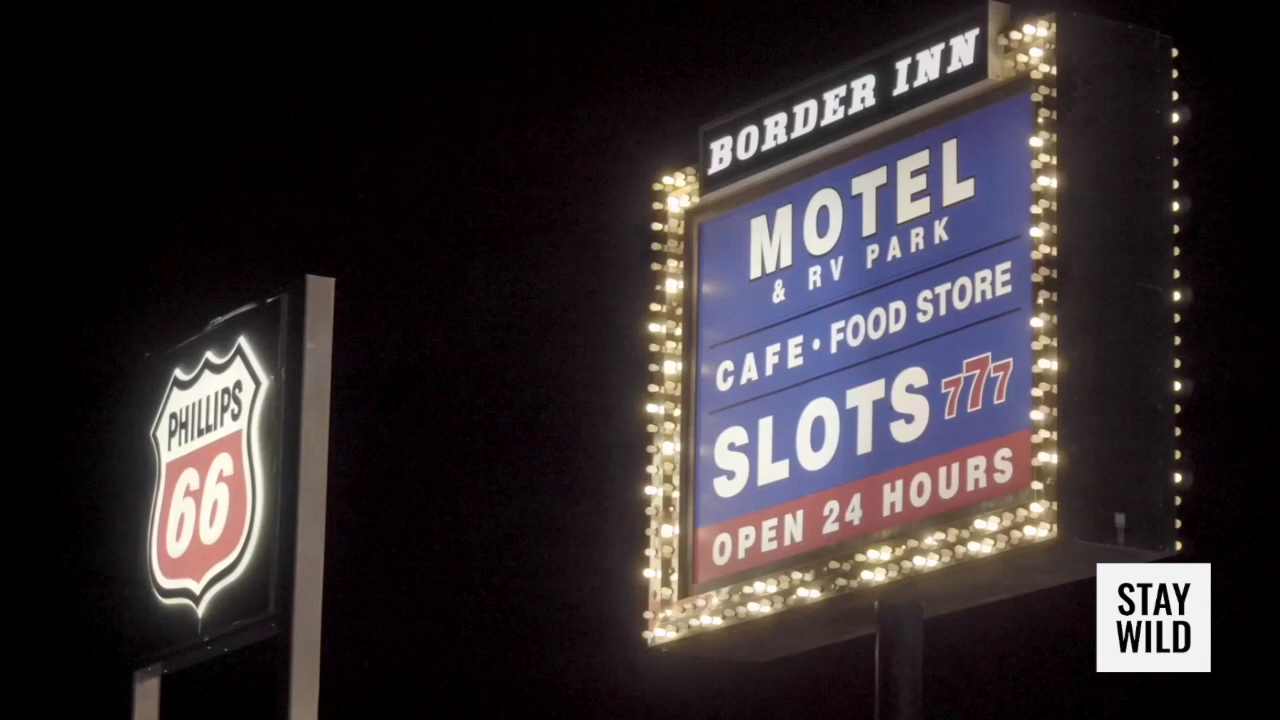 BORDER INN
MOTEL
& RV PARK
CAFE • FOOD STORE
SLOTS 777
OPEN 24 HOURS
PHILLIPS
66
STAY
WILD